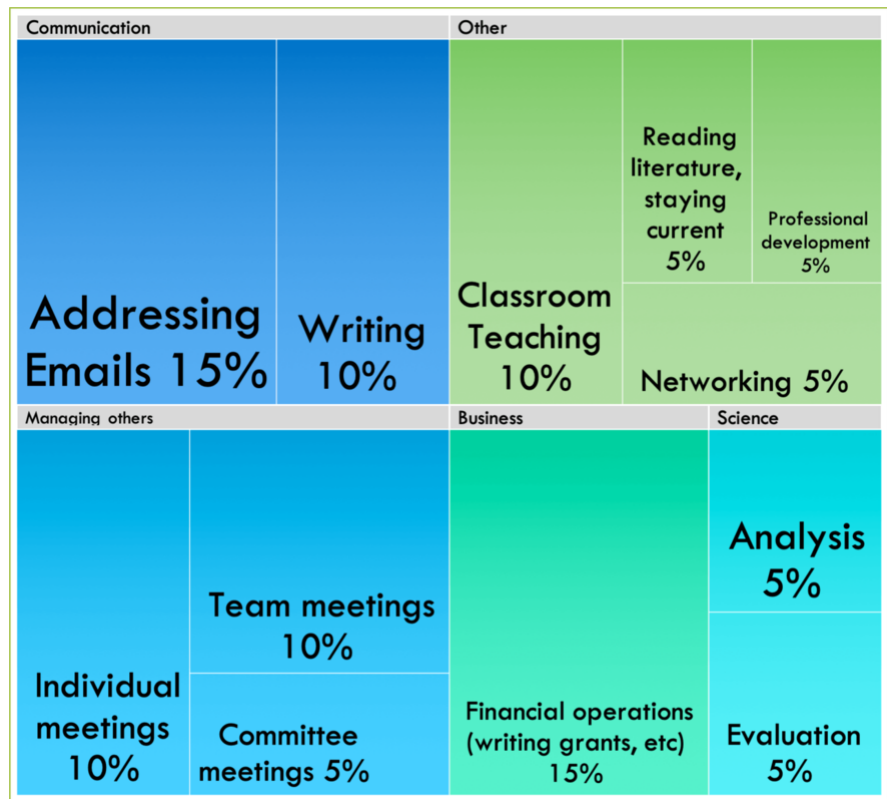 Communication
Addressing
Emails 15%
Writing
10%
Other
Classroom
Teaching
10%
Reading
literature,
staying
current
5%
Professional
development
5%
Networking 5%
Managing others
Individual
meetings
10%
Team meetings
10%
Committee
meetings 5%
Business
Financial operations
(writing grants, etc)
15%
Science
Analysis
5%
Evaluation
5%